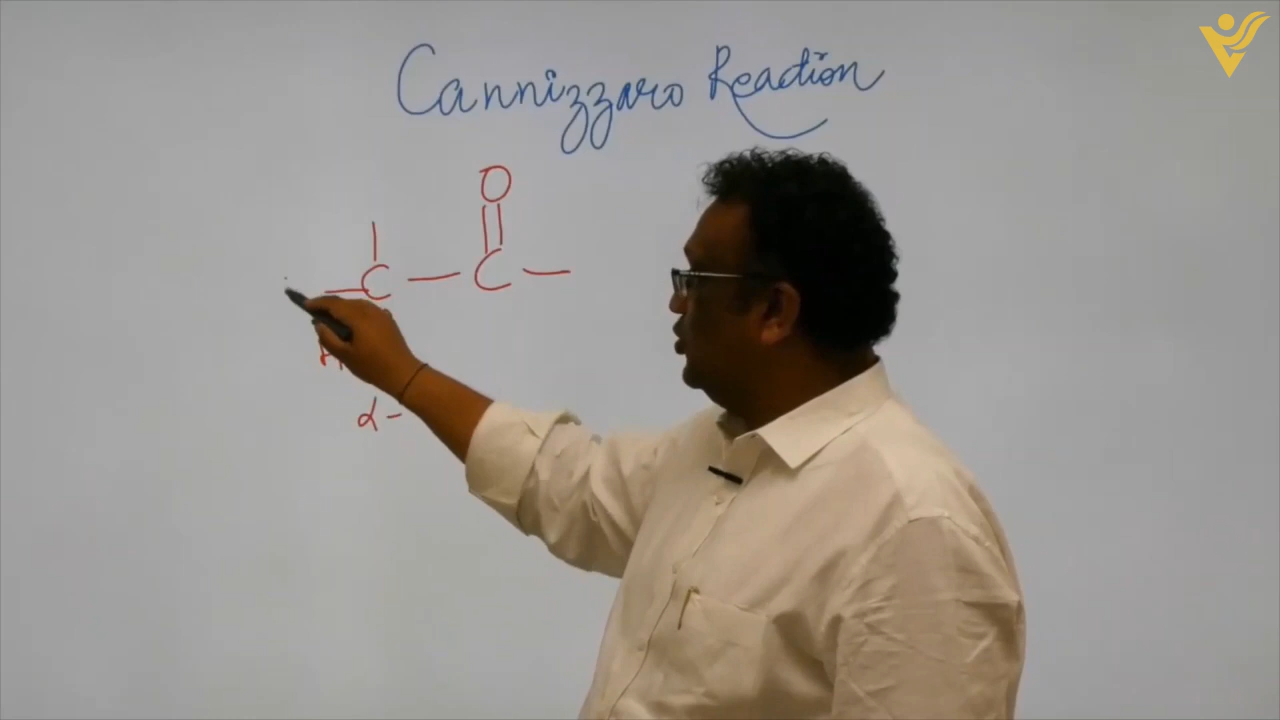 Cannizzaro Reaction
O
C — C —
H
α-